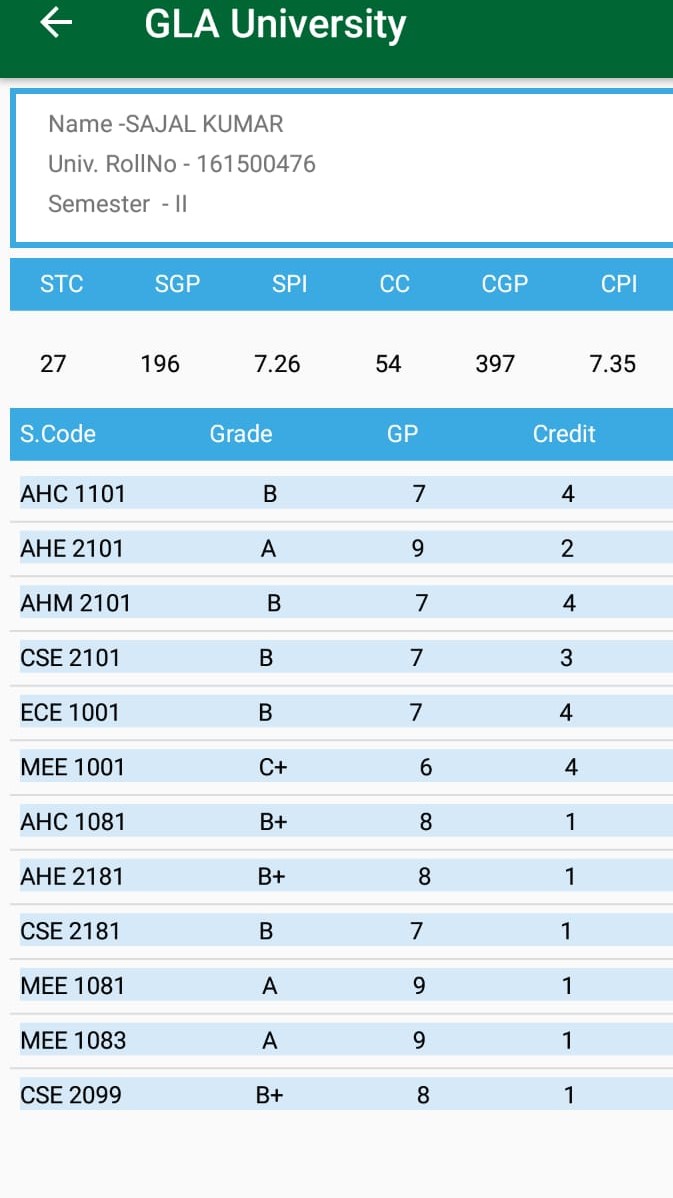 GLA University
Name -SAJAL KUMAR
Univ. RollNo - 161500476
Semester - II
STC SGP SPI CC CGP CPI
27 196 7.26 54 397 7.35
S.Code Grade GP Credit
AHC 1101 B 7 4
AHE 2101 A 9 2
AHM 2101 B 7 4
CSE 2101 B 7 3
ECE 1001 B 7 4
MEE 1001 C+ 6 4
AHC 1081 B+ 8 1
AHE 2181 B+ 8 1
CSE 2181 B 7 1
MEE 1081 A 9 1
MEE 1083 A 9 1
CSE 2099 B+ 8 1